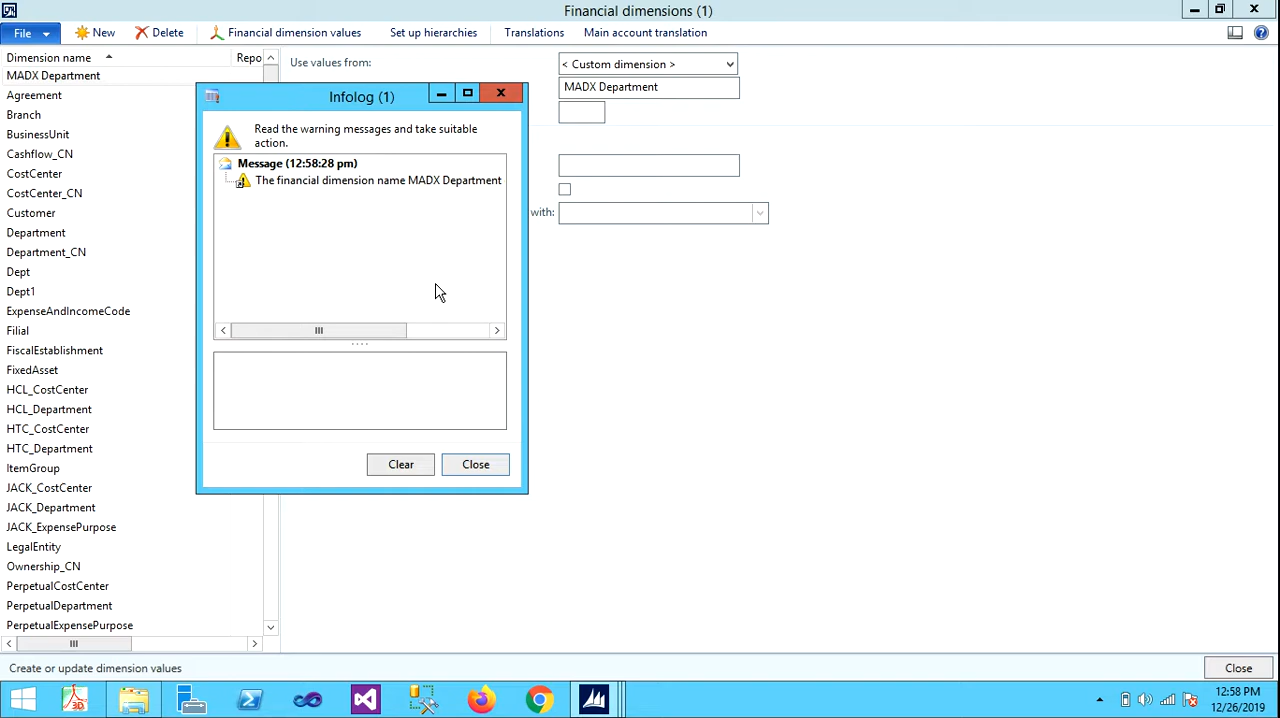 Financial dimensions (1)
File
New
Delete
Financial dimension values
Set up hierarchies
Translations
Main account translation
Dimension name
Repo
MADX Department
Agreement
Branch
BusinessUnit
Cashflow_CN
CostCenter
CostCenter_CN
Customer
Department
Department_CN
Dept
Dept1
ExpenseAndIncomeCode
Filial
FiscalEstablishment
FixedAsset
HCL_CostCenter
HCL_Department
HTC_CostCenter
HTC_Department
ItemGroup
JACK_CostCenter
JACK_Department
JACK_ExpensePurpose
LegalEntity
Ownership_CN
PerpetualCostCenter
PerpetualDepartment
PerpetualExpensePurpose
Use values from:
< Custom dimension >
MADX Department
with:
Infolog (1)
Read the warning messages and take suitable
action.
Message (12:58:28 pm)
The financial dimension name MADX Department
Clear
Close
Create or update dimension values
Close
12:58 PM
12/26/2019